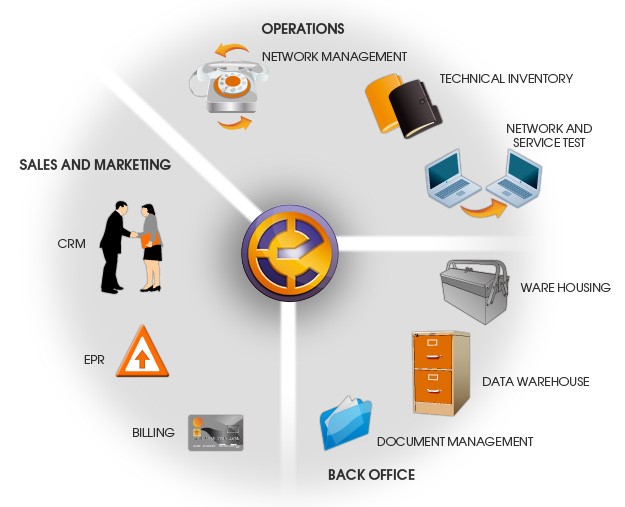 OPERATIONS
NETWORK MANAGEMENT
TECHNICAL INVENTORY
NETWORK AND
SERVICE TEST
SALES AND MARKETING
CRM
WARE HOUSING
EPR
DATA WAREHOUSE
BILLING
DOCUMENT MANAGEMENT
BACK OFFICE